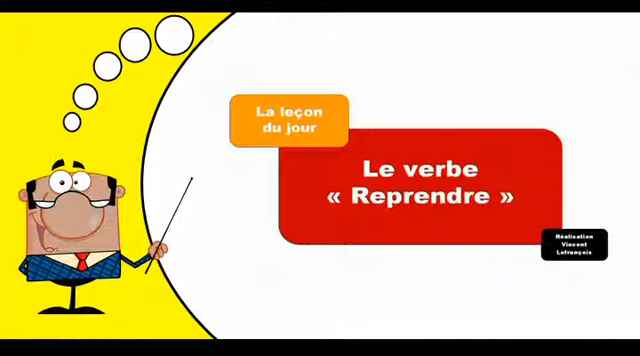 La leçon
du jour
Le verbe
« Reprendre »
Réalisation
Vincent
Lefrançois